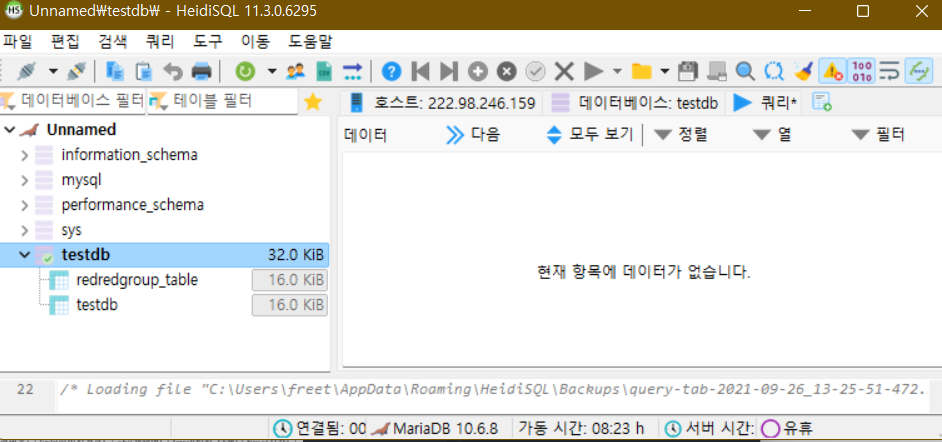 HS Unnamed₩testdb₩ - HeidiSQL 11.3.0.6295
파일 편집 검색 쿼리 도구 이동 도움말
데이터베이스 필터 테이블 필터 호스트: 222.98.246.159 데이터베이스: testdb 쿼리*
Unnamed
information_schema
mysql
performance_schema
sys
testdb 32.0 KiB
redredgroup_table 16.0 KiB
testdb 16.0 KiB
데이터 다음 모두 보기 정렬 열 필터
현재 항목에 데이터가 없습니다.
22 /* Loading file "C:\Users\freet\AppData\Roaming\HeidiSQL\Backups\query-tab-2021-09-26_13-25-51-472.
연결됨: 00 MariaDB 10.6.8 가동 시간: 08:23 h 서버 시간: 유휴